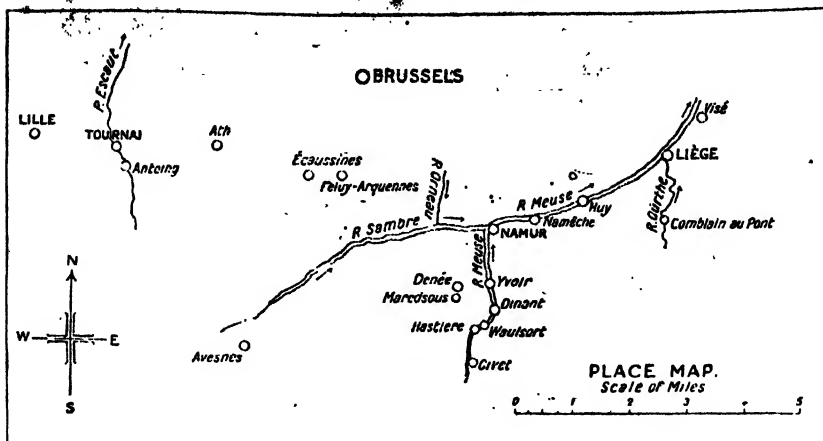 BRUSSELS
LILLE
R. Escaut
TOURNAI
Antoing
Ath
Écaussines
Feluy-Arquennes
R. Orneau
R. Sambre
R. Meuse
NAMUR
Namêche
R. Meuse
Huy
LIÈGE
Visé
R. Ourthe
Comblain au Pont
Denée
Maredsous
Yvoir
Dinant
Hastiere
Waulsort
Givet
Avesnes
N
W
E
S
PLACE MAP.
Scale of Miles
0 1 2 3 5